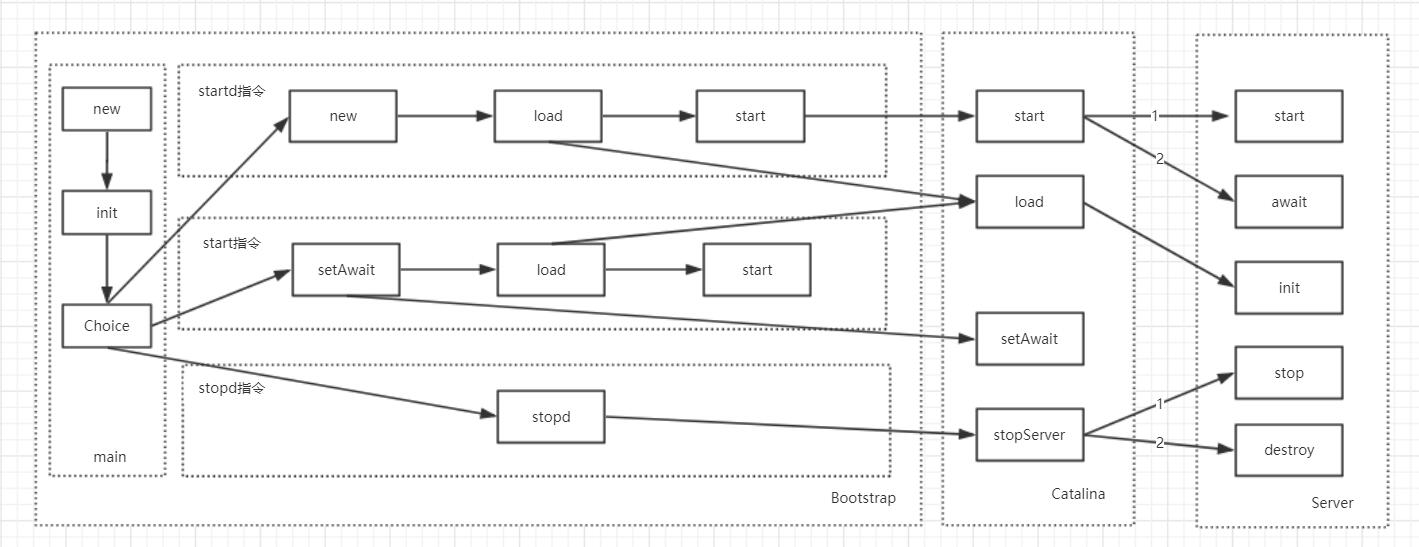 startd指令
new
new
load
start
start
1
start
2
init
load
await
start指令
setAwait
load
start
init
Choice
setAwait
stop
stopd指令
stopd
1
stopServer
2
destroy
main
Bootstrap
Catalina
Server